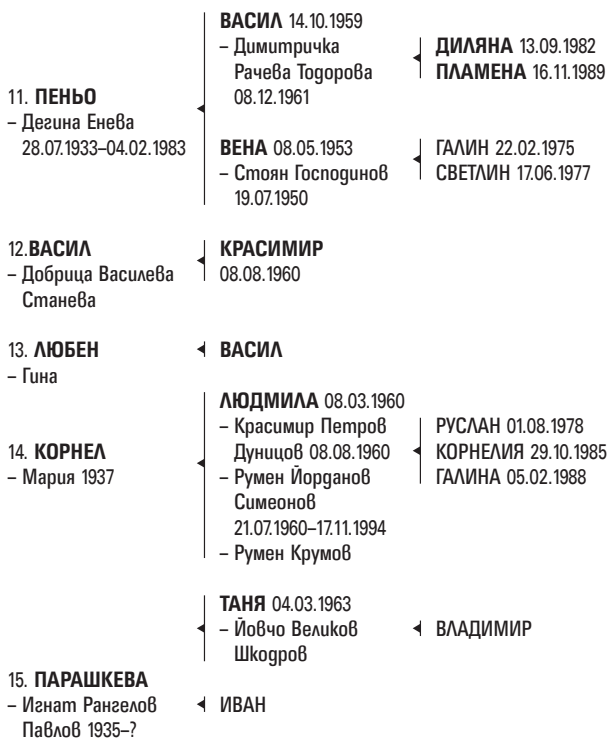 11. ПЕНЬО
– Дегина Енева
28.07.1933–04.02.1983
ВАСИЛ 14.10.1959
– Димитричка
Рачева Тодорова
08.12.1961
ДИЛЯНА 13.09.1982
ПЛАМЕНА 16.11.1989
ВЕНА 08.05.1953
– Стоян Господинов
19.07.1950
ГАЛИН 22.02.1975
СВЕТЛИН 17.06.1977
12.ВАСИЛ
– Добрица Василева
Станева
КРАСИМИР
08.08.1960
13. ЛЮБЕН
– Гина
ВАСИЛ
14. КОРНЕЛ
– Мария 1937
ЛЮДМИЛА 08.03.1960
– Красимир Петров
Дуницов 08.08.1960
– Румен Йорданов
Симеонов
21.07.1960–17.11.1994
– Румен Крумов
РУСЛАН 01.08.1978
КОРНЕЛИЯ 29.10.1985
ГАЛИНА 05.02.1988
ТАНЯ 04.03.1963
– Йовчо Великов
Шкодров
ВЛАДИМИР
15. ПАРАШКЕВА
– Игнат Рангелов
Павлов 1935–?
ИВАН